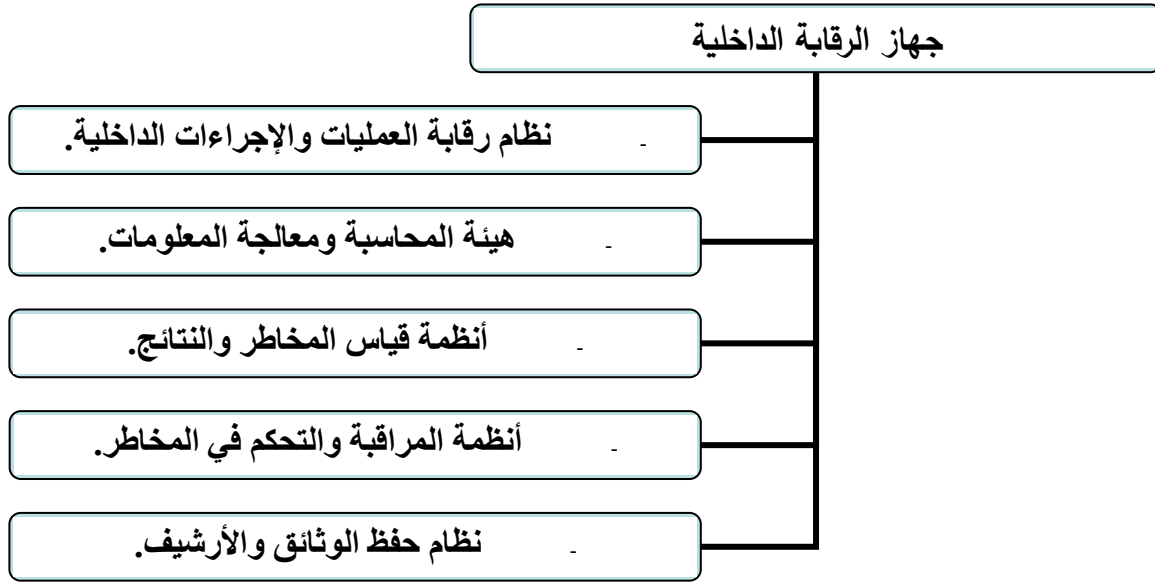 جهاز الرقابة الداخلية
- نظام رقابة العمليات والإجراءات الداخلية.
- هيئة المحاسبة ومعالجة المعلومات.
- أنظمة قياس المخاطر والنتائج.
- أنظمة المراقبة والتحكم في المخاطر.
- نظام حفظ الوثائق والأرشيف.